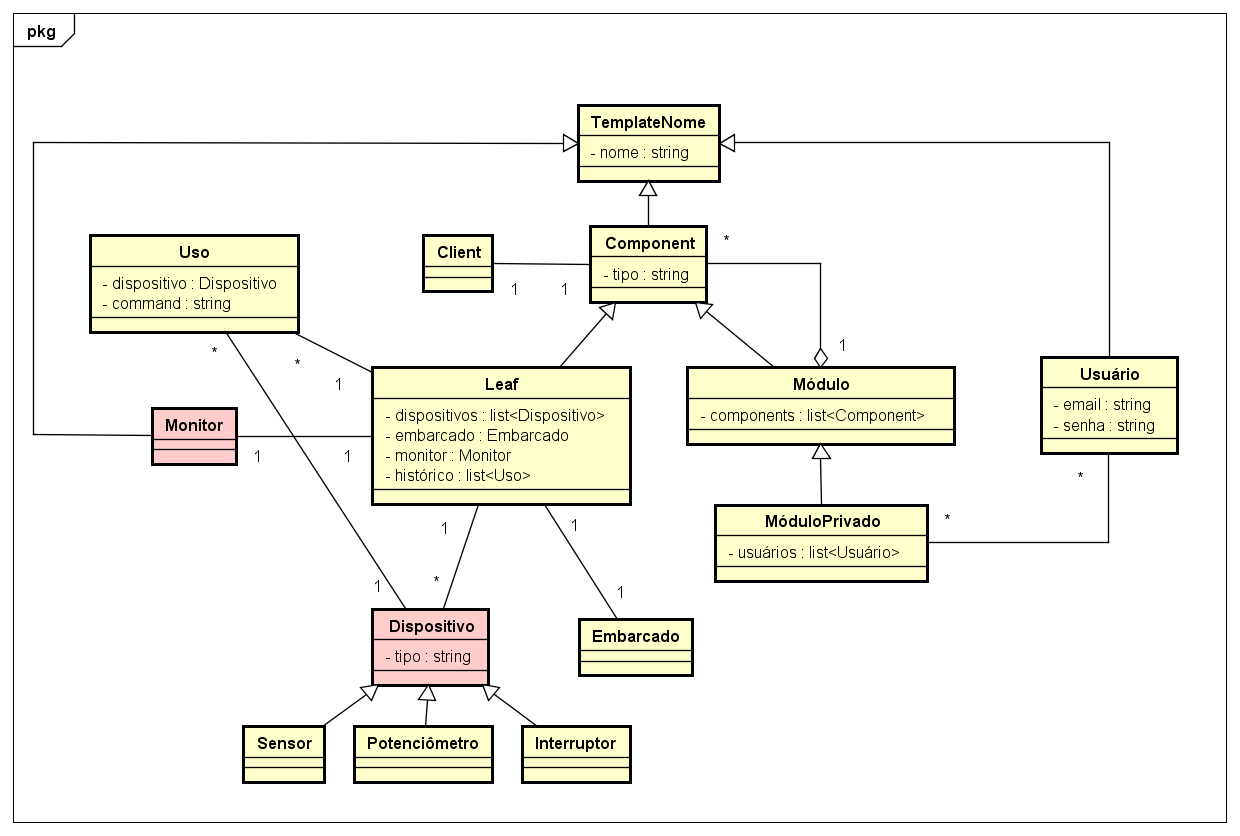 pkg
TemplateNome
- nome : string
Uso
- dispositivo : Dispositivo
- command : string
Client
Component
- tipo : string
*
1
1
1
*
*
1
Leaf
- dispositivos : list<Dispositivo>
- embarcado : Embarcado
- monitor : Monitor
- histórico : list<Uso>
Módulo
- components : list<Component>
Usuário
- email : string
- senha : string
Monitor
1
1
*
*
MóduloPrivado
- usuários : list<Usuário>
1
1
*
1
1
Dispositivo
- tipo : string
Embarcado
Sensor
Potenciômetro
Interruptor